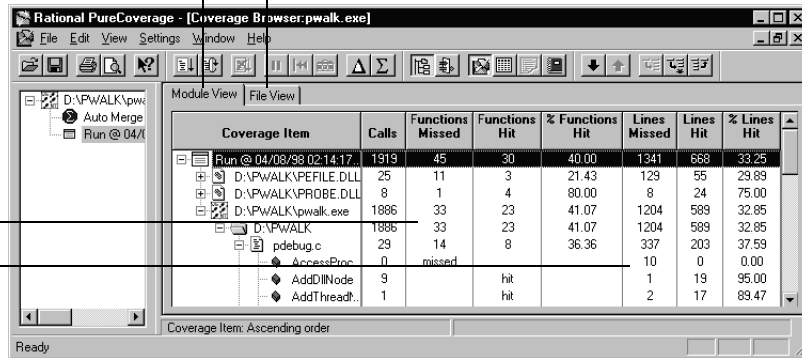 Rational PureCoverage - [Coverage Browser:pwalk.exe]
File Edit View Settings Window Help
D:\PWALK\pwa
Auto Merge
Run @ 04/0
Module View File View
Coverage Item Calls Functions Missed Functions Hit % Functions Hit Lines Missed Lines Hit % Lines Hit
Run @ 04/08/98 02:14:17.. 1919 45 30 40.00 1341 668 33.25
D:\PWALK\PEFILE.DLL 25 11 3 21.43 129 55 29.89
D:\PWALK\PROBE.DLL 8 1 4 80.00 8 24 75.00
D:\PWALK\pwalk.exe 1886 33 23 41.07 1204 589 32.85
D:\PWALK 1886 33 23 41.07 1204 589 32.85
pdebug.c 29 14 8 36.36 337 203 37.59
AccessProc 0 missed 10 0 0.00
AddDllNode 9 hit 1 19 95.00
AddThreadN.. 1 hit 2 17 89.47
Coverage Item: Ascending order
Ready